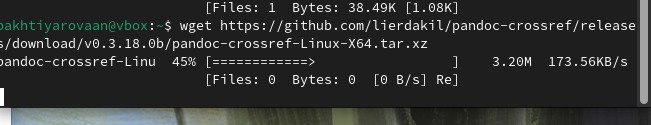 [Files: 1  Bytes: 38.49K [1.08K]
bakhtiyarovaan@vbox:~$ wget https://github.com/lierdakil/pandoc-crossref/release
s/download/v0.3.18.0b/pandoc-crossref-Linux-X64.tar.xz
pandoc-crossref-Linu  45% [============>              ]    3.20M  173.56KB/s
[Files: 0  Bytes: 0  [0 B/s] Re]